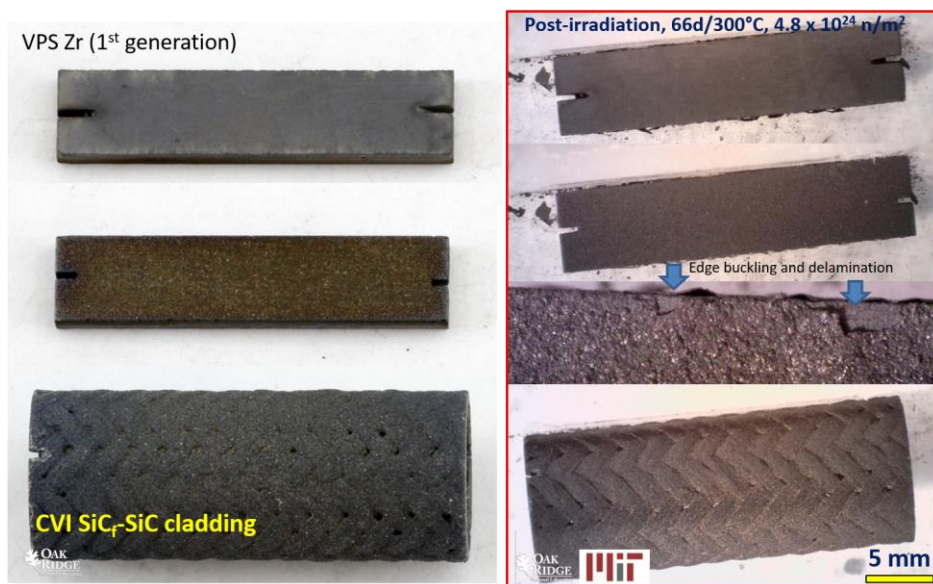 VPS Zr (1st generation)
CVI SiCf-SiC cladding
OAK
RIDGE
Post-irradiation, 66d/300°C, 4.8 x 10²⁴ n/m²
Edge buckling and delamination
OAK
RIDGE
MIT
5 mm